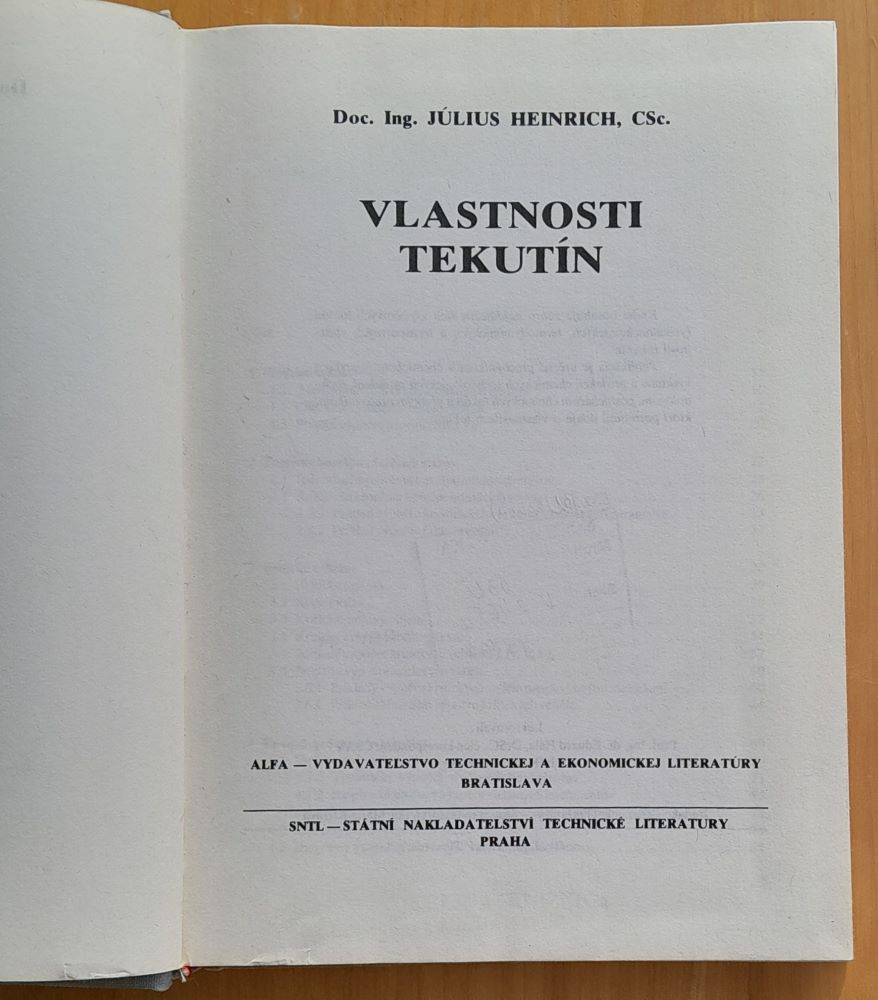 Doc. Ing. JÚLIUS HEINRICH, CSc.
VLASTNOSTI
TEKUTÍN
ALFA — VYDAVATEĽSTVO TECHNICKEJ A EKONOMICKEJ LITERATÚRY
BRATISLAVA
SNTL — STÁTNÍ NAKLADATELSTVÍ TECHNICKÉ LITERATURY
PRAHA